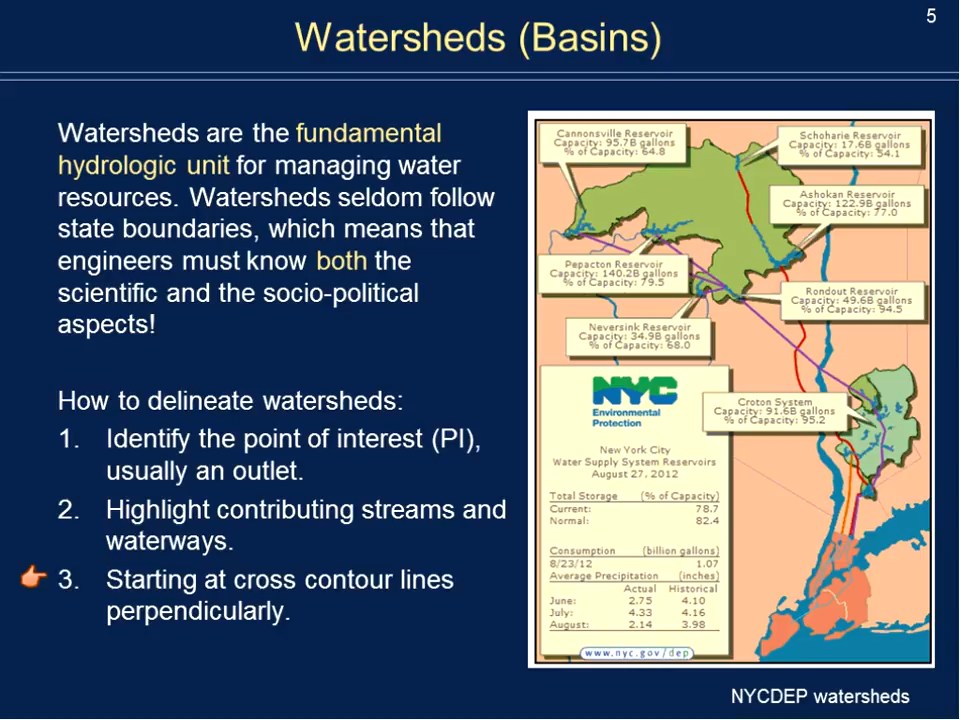 5
Watersheds (Basins)
Watersheds are the fundamental
hydrologic unit for managing water
resources. Watersheds seldom follow
state boundaries, which means that
engineers must know both the
scientific and the socio-political
aspects!
How to delineate watersheds:
1. Identify the point of interest (PI),
usually an outlet.
2. Highlight contributing streams and
waterways.
3. Starting at cross contour lines
perpendicularly.
Cannonsville Reservoir
Capacity: 95.7B gallons
% of Capacity: 64.8
Schoharie Reservoir
Capacity: 17.6B gallons
% of Capacity: 54.1
Ashokan Reservoir
Capacity: 122.9B gallons
% of Capacity: 77.0
Pepacton Reservoir
Capacity: 140.2B gallons
% of Capacity: 79.5
Rondout Reservoir
Capacity: 49.6B gallons
% of Capacity: 94.5
Neversink Reservoir
Capacity: 34.9B gallons
% of Capacity: 68.0
Croton System
Capacity: 91.6B gallons
% of Capacity: 95.2
NYC
Environmental
Protection
New York City
Water Supply System Reservoirs
August 27, 2012
Total Storage (% of Capacity)
Current: 78.7
Normal: 82.4
Consumption (billion gallons)
8/23/12 1.07
Average Precipitation (inches)
Actual Historical
June: 2.75 4.10
July: 4.33 4.16
August: 2.14 3.98
www.nyc.gov/dep
NYCDEP watersheds